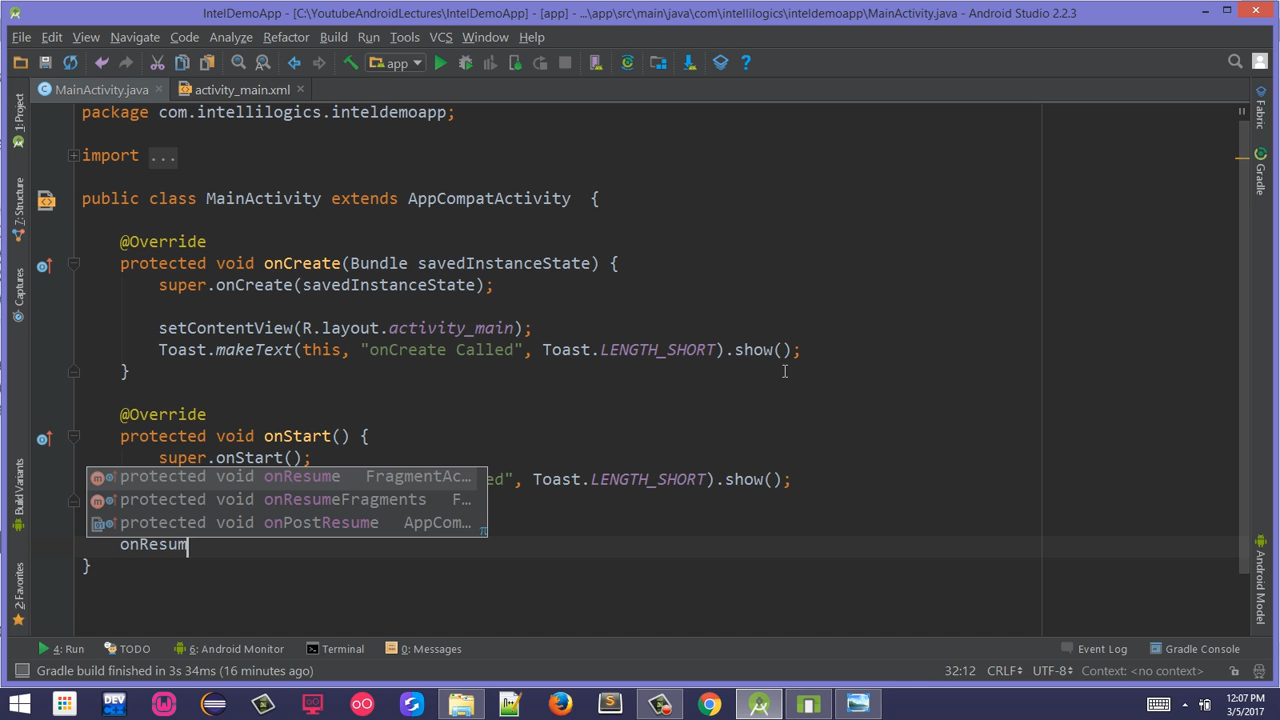 IntelDemoApp - [C:\YoutubeAndroidLectures\IntelDemoApp] - [app] - ...\app\src\main\java\com\intellilogics\inteldemoapp\MainActivity.java - Android Studio 2.2.3
File Edit View Navigate Code Analyze Refactor Build Run Tools VCS Window Help
app
MainActivity.java activity_main.xml
1: Project
7: Structure
Captures
Build Variants
2: Favorites
Fabric
Gradle
Android Model
package com.intellilogics.inteldemoapp;
import ...
public class MainActivity extends AppCompatActivity {
@Override
protected void onCreate(Bundle savedInstanceState) {
super.onCreate(savedInstanceState);
setContentView(R.layout.activity_main);
Toast.makeText(this, "onCreate Called", Toast.LENGTH_SHORT).show();
}
@Override
protected void onStart() {
super.onStart();
protected void onResume FragmentAc...
ed", Toast.LENGTH_SHORT).show();
protected void onResumeFragments F...
protected void onPostResume AppCom...
π
onResum
}
4: Run TODO 6: Android Monitor Terminal 0: Messages Event Log Gradle Console
Gradle build finished in 3s 34ms (16 minutes ago) 32:12 CRLF UTF-8 Context: <no context>
DEV
12:07 PM
3/5/2017